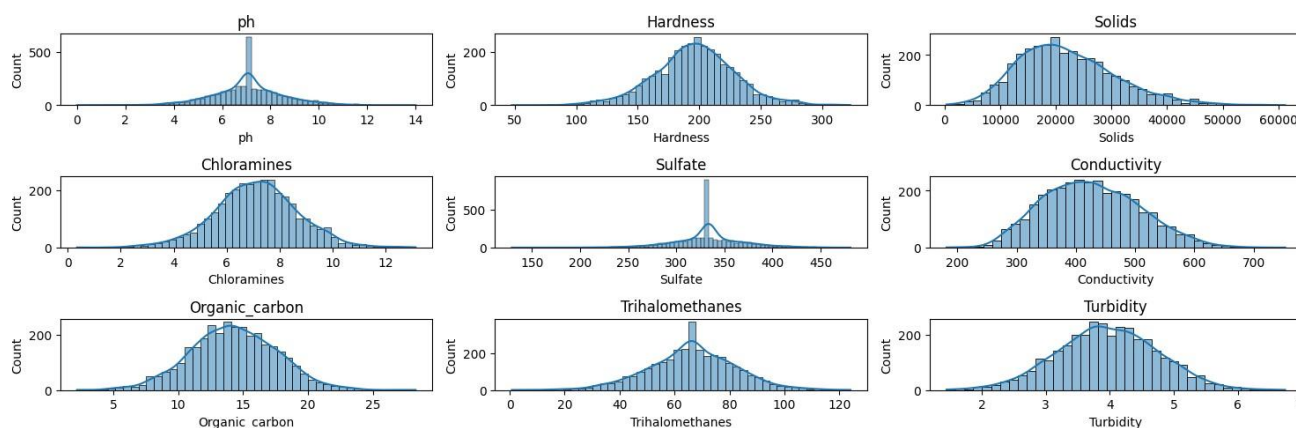 ph
Hardness
Solids
Count
500
0
0 2 4 6 8 10 12 14
ph
Count
200
0
50 100 150 200 250 300
Hardness
Count
200
0
0 10000 20000 30000 40000 50000 60000
Solids
Chloramines
Sulfate
Conductivity
Count
200
0
0 2 4 6 8 10 12
Chloramines
Count
500
0
150 200 250 300 350 400 450
Sulfate
Count
200
0
200 300 400 500 600 700
Conductivity
Organic_carbon
Trihalomethanes
Turbidity
Count
200
0
5 10 15 20 25
Organic_carbon
Count
200
0
0 20 40 60 80 100 120
Trihalomethanes
Count
200
0
2 3 4 5 6
Turbidity